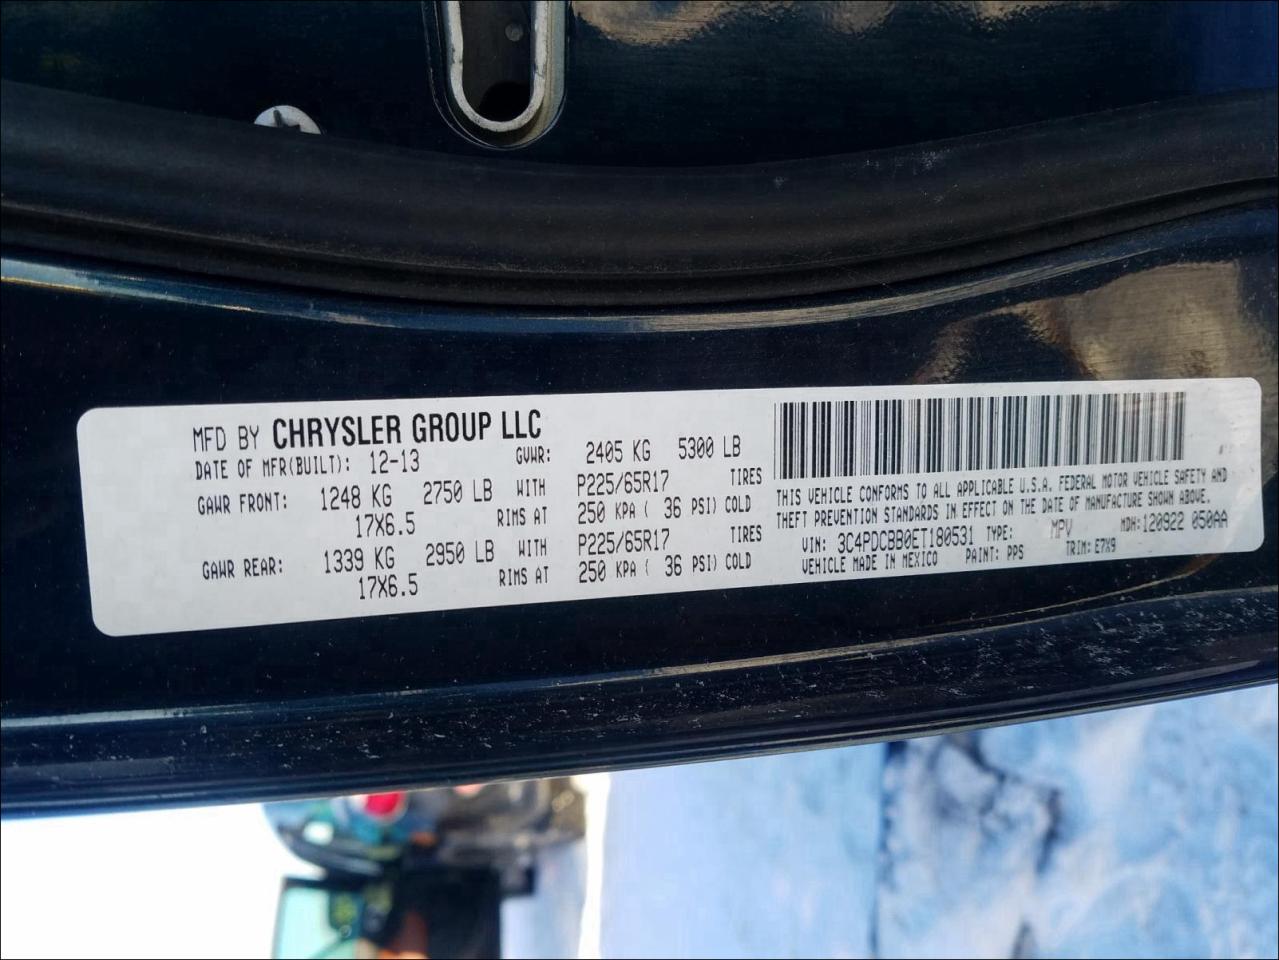 MFD BY CHRYSLER GROUP LLC
DATE OF MFR(BUILT): 12-13 GVWR: 2405 KG 5300 LB
GAWR FRONT: 1248 KG 2750 LB WITH P225/65R17 TIRES
17X6.5 RIMS AT 250 KPA ( 36 PSI) COLD
GAWR REAR: 1339 KG 2950 LB WITH P225/65R17 TIRES
17X6.5 RIMS AT 250 KPA ( 36 PSI) COLD
THIS VEHICLE CONFORMS TO ALL APPLICABLE U.S.A. FEDERAL MOTOR VEHICLE SAFETY AND
THEFT PREVENTION STANDARDS IN EFFECT ON THE DATE OF MANUFACTURE SHOWN ABOVE.
VIN: 3C4PDCBB0ET180531 TYPE: MPV MDH:120922 050AA
VEHICLE MADE IN MEXICO PAINT: PPS TRIM: E7X9